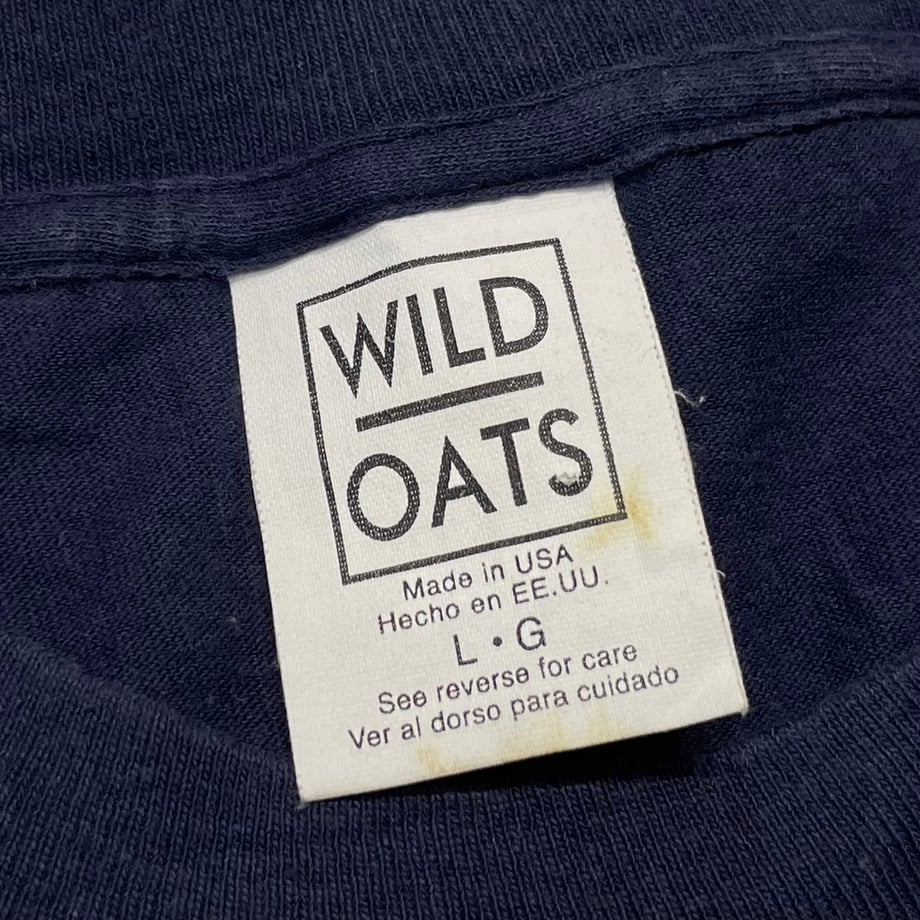 WILD
OATS
Made in USA
Hecho en EE.UU.
L • G
See reverse for care
Ver al dorso para cuidado